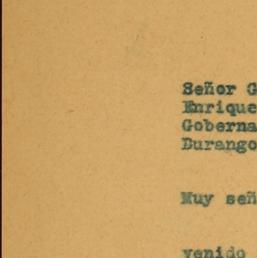 Señor G
Enrique
Goberna
Durango
Muy señ
venido